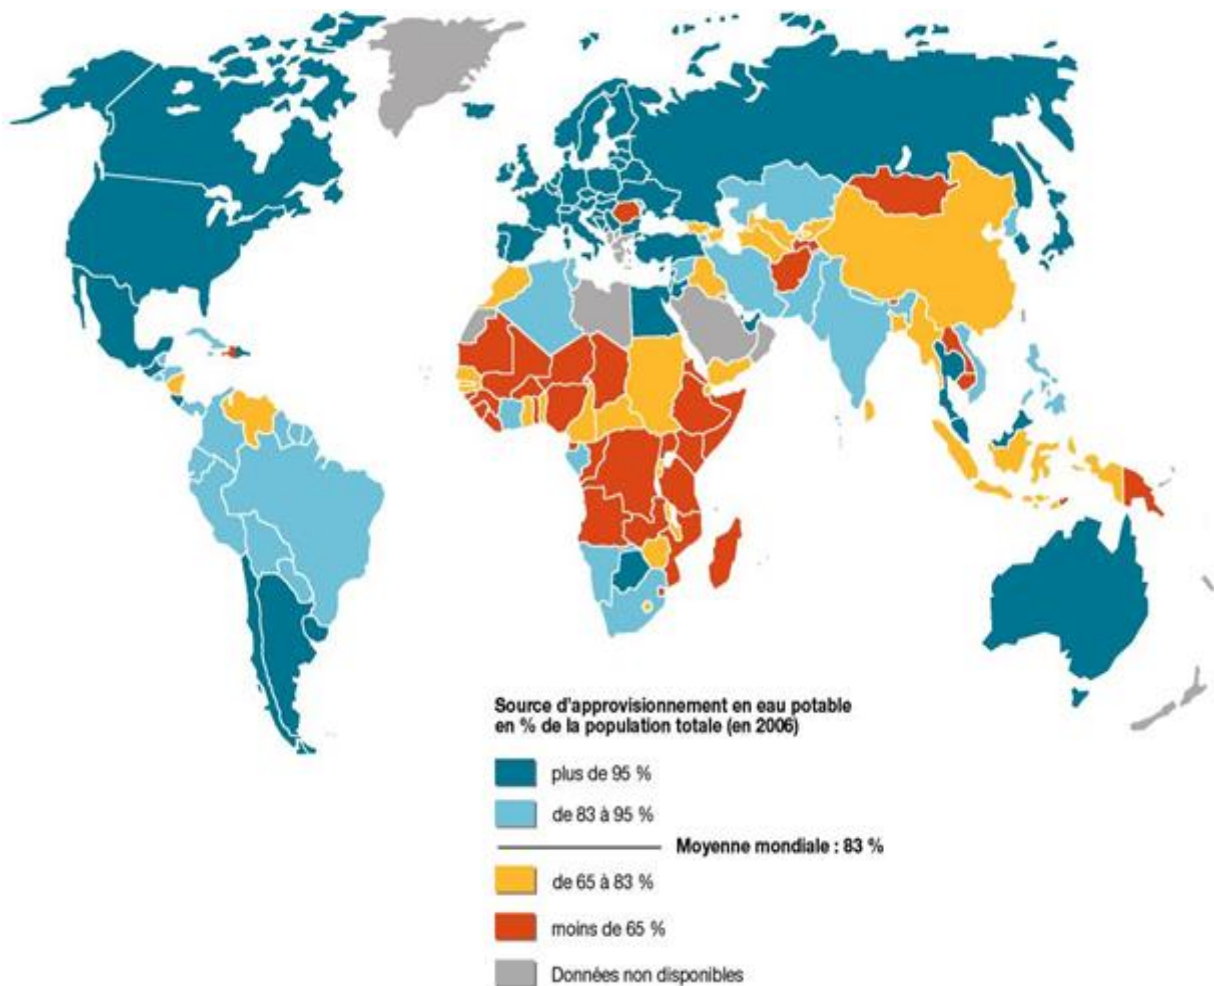 Source d'approvisionnement en eau potable
en % de la population totale (en 2006)
plus de 95 %
de 83 à 95 %
Moyenne mondiale : 83 %
de 65 à 83 %
moins de 65 %
Données non disponibles